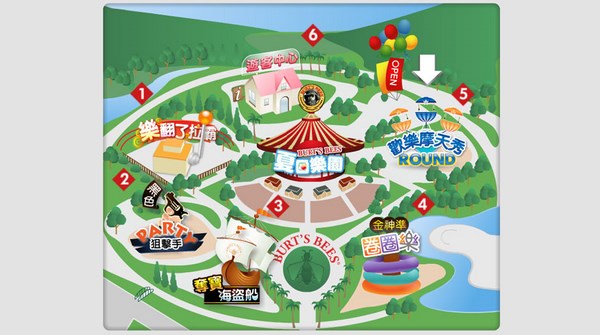 6
遊客中心
i
OPEN
1
5
樂翻了拉霸
歡樂摩天秀
ROUND
BURT'S BEES
夏日樂園
2
黑色
PARTY
狙擊手
3
4
金神準
圈圈樂
BURT'S BEES
奪寶
海盜船